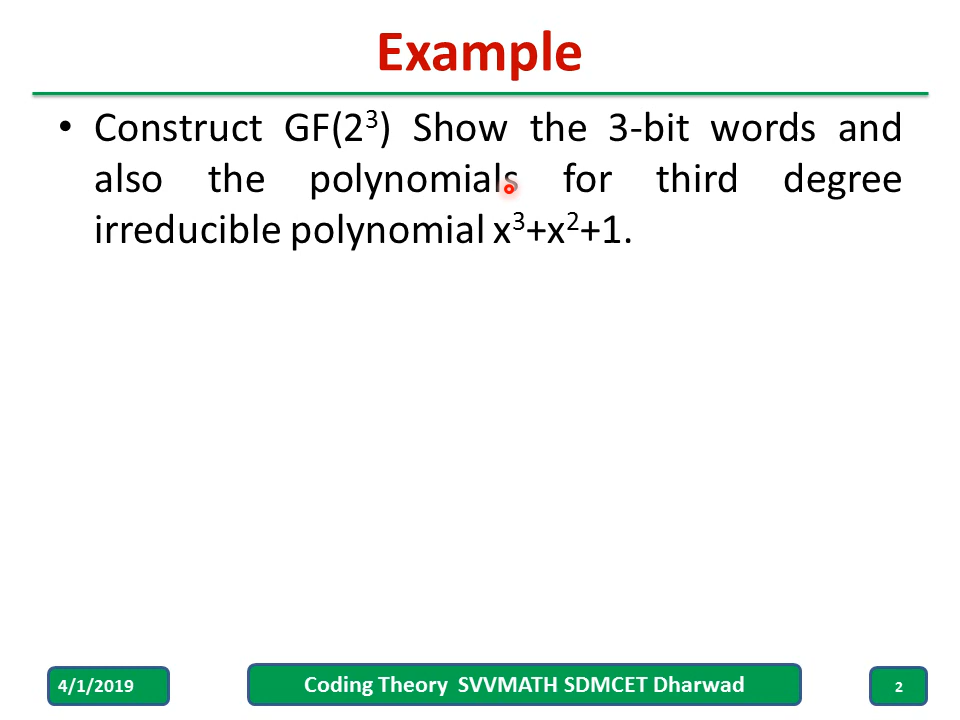 Example
• Construct GF(2³) Show the 3-bit words and
also the polynomials for third degree
irreducible polynomial x³+x²+1.
4/1/2019
Coding Theory SVVMATH SDMCET Dharwad
2